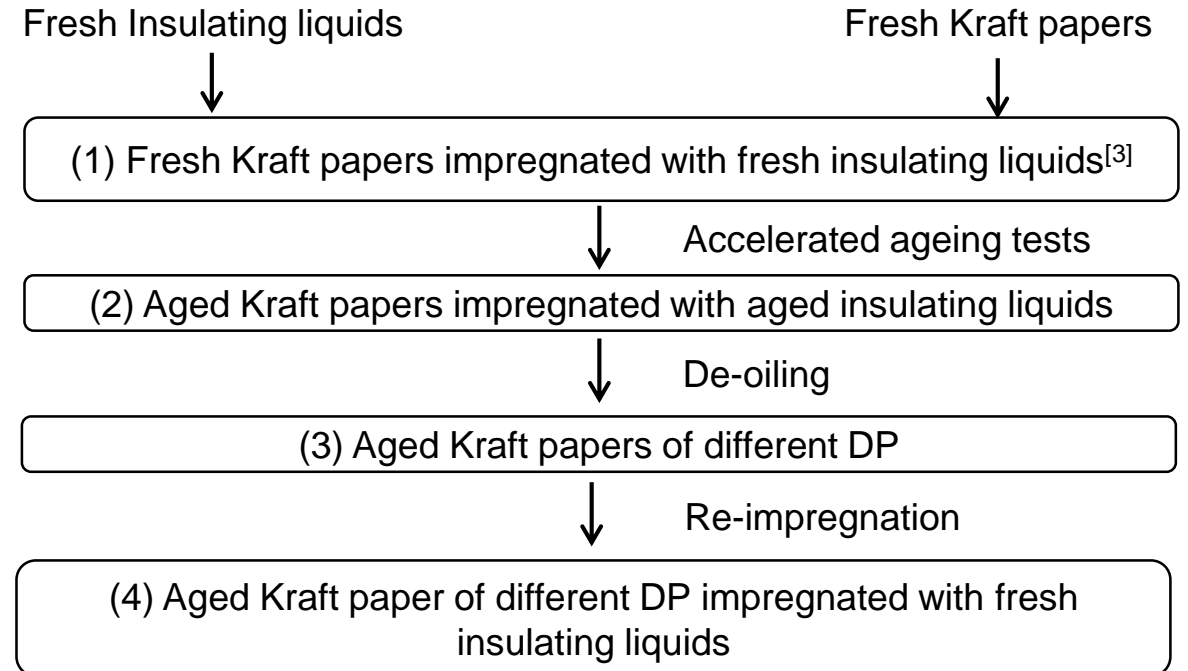 Fresh Insulating liquids
Fresh Kraft papers
(1) Fresh Kraft papers impregnated with fresh insulating liquids[3]
Accelerated ageing tests
(2) Aged Kraft papers impregnated with aged insulating liquids
De-oiling
(3) Aged Kraft papers of different DP
Re-impregnation
(4) Aged Kraft paper of different DP impregnated with fresh
insulating liquids